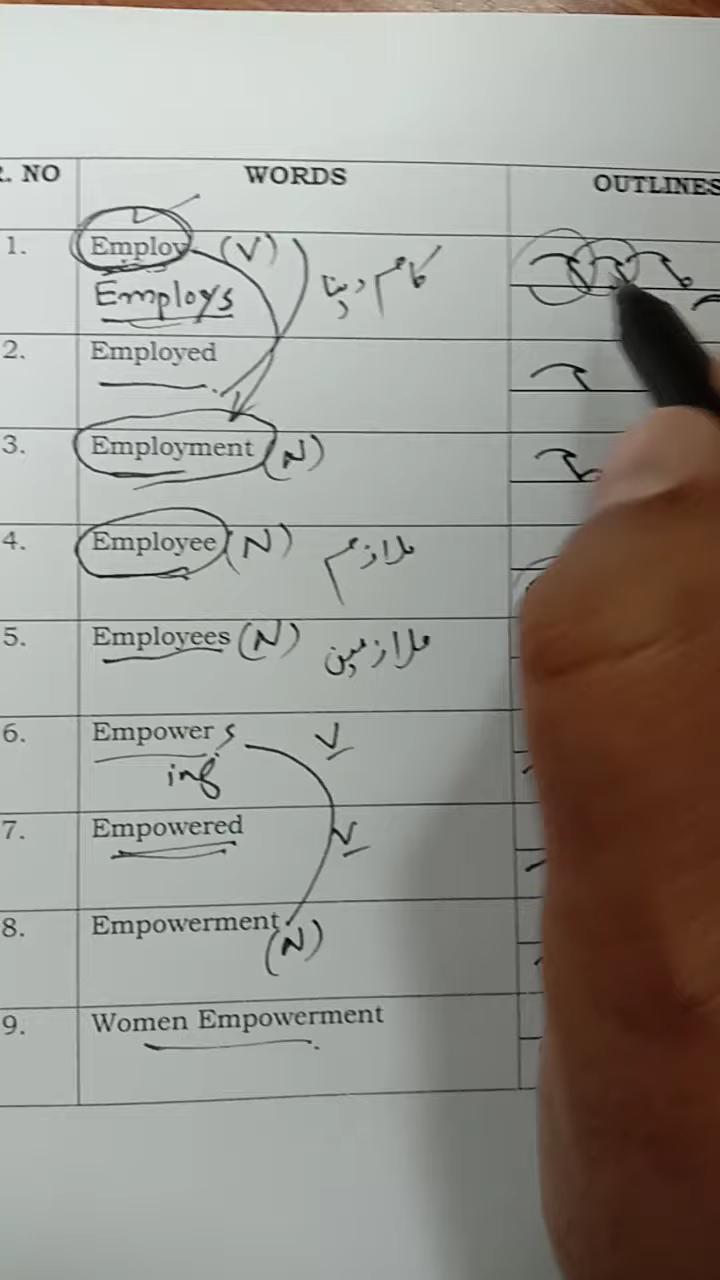 R. NO WORDS OUTLINES
1. Employ (V) کام دینا
Employs
2. Employed
3. Employment (N)
4. Employee (N) ملازم
5. Employees (N) ملازمین
6. Empower s V
ing
7. Empowered V
8. Empowerment
(N)
9. Women Empowerment